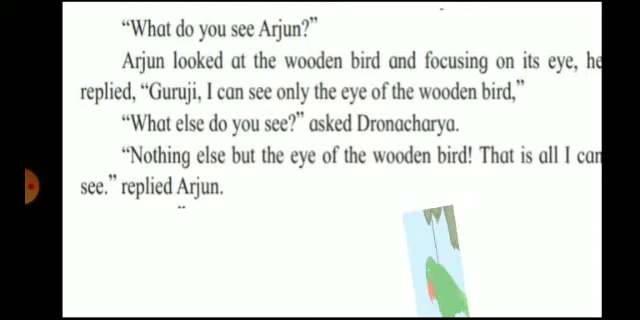 “What do you see Arjun?”
Arjun looked at the wooden bird and focusing on its eye, he
replied, “Guruji, I can see only the eye of the wooden bird,”
“What else do you see?” asked Dronacharya.
“Nothing else but the eye of the wooden bird! That is all I can
see.” replied Arjun.